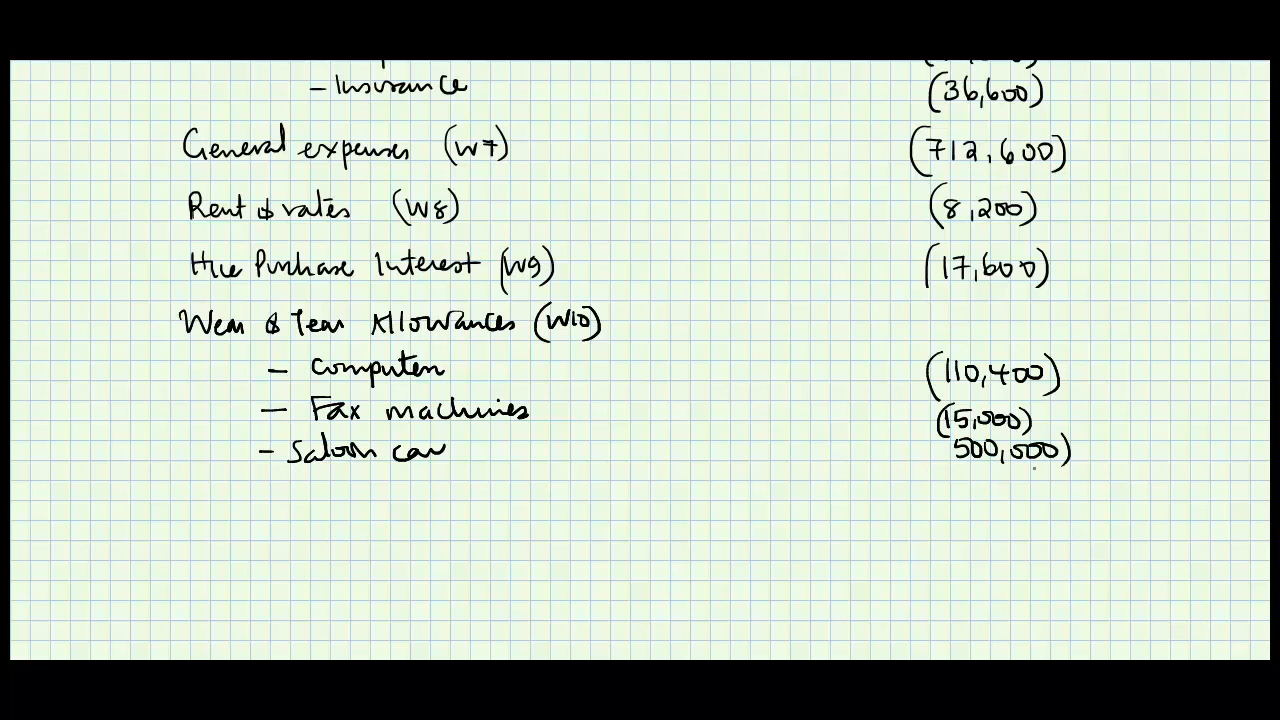 - Insurance (36,600)
General expenses (W7) (712,600)
Rent & rates (W8) (8,200)
Hire Purchase Interest (W9) (17,600)
Wear & Tear Allowances (W10)
- Computer (110,400)
- Fax machines (15,000)
- Saloon car 500,000)